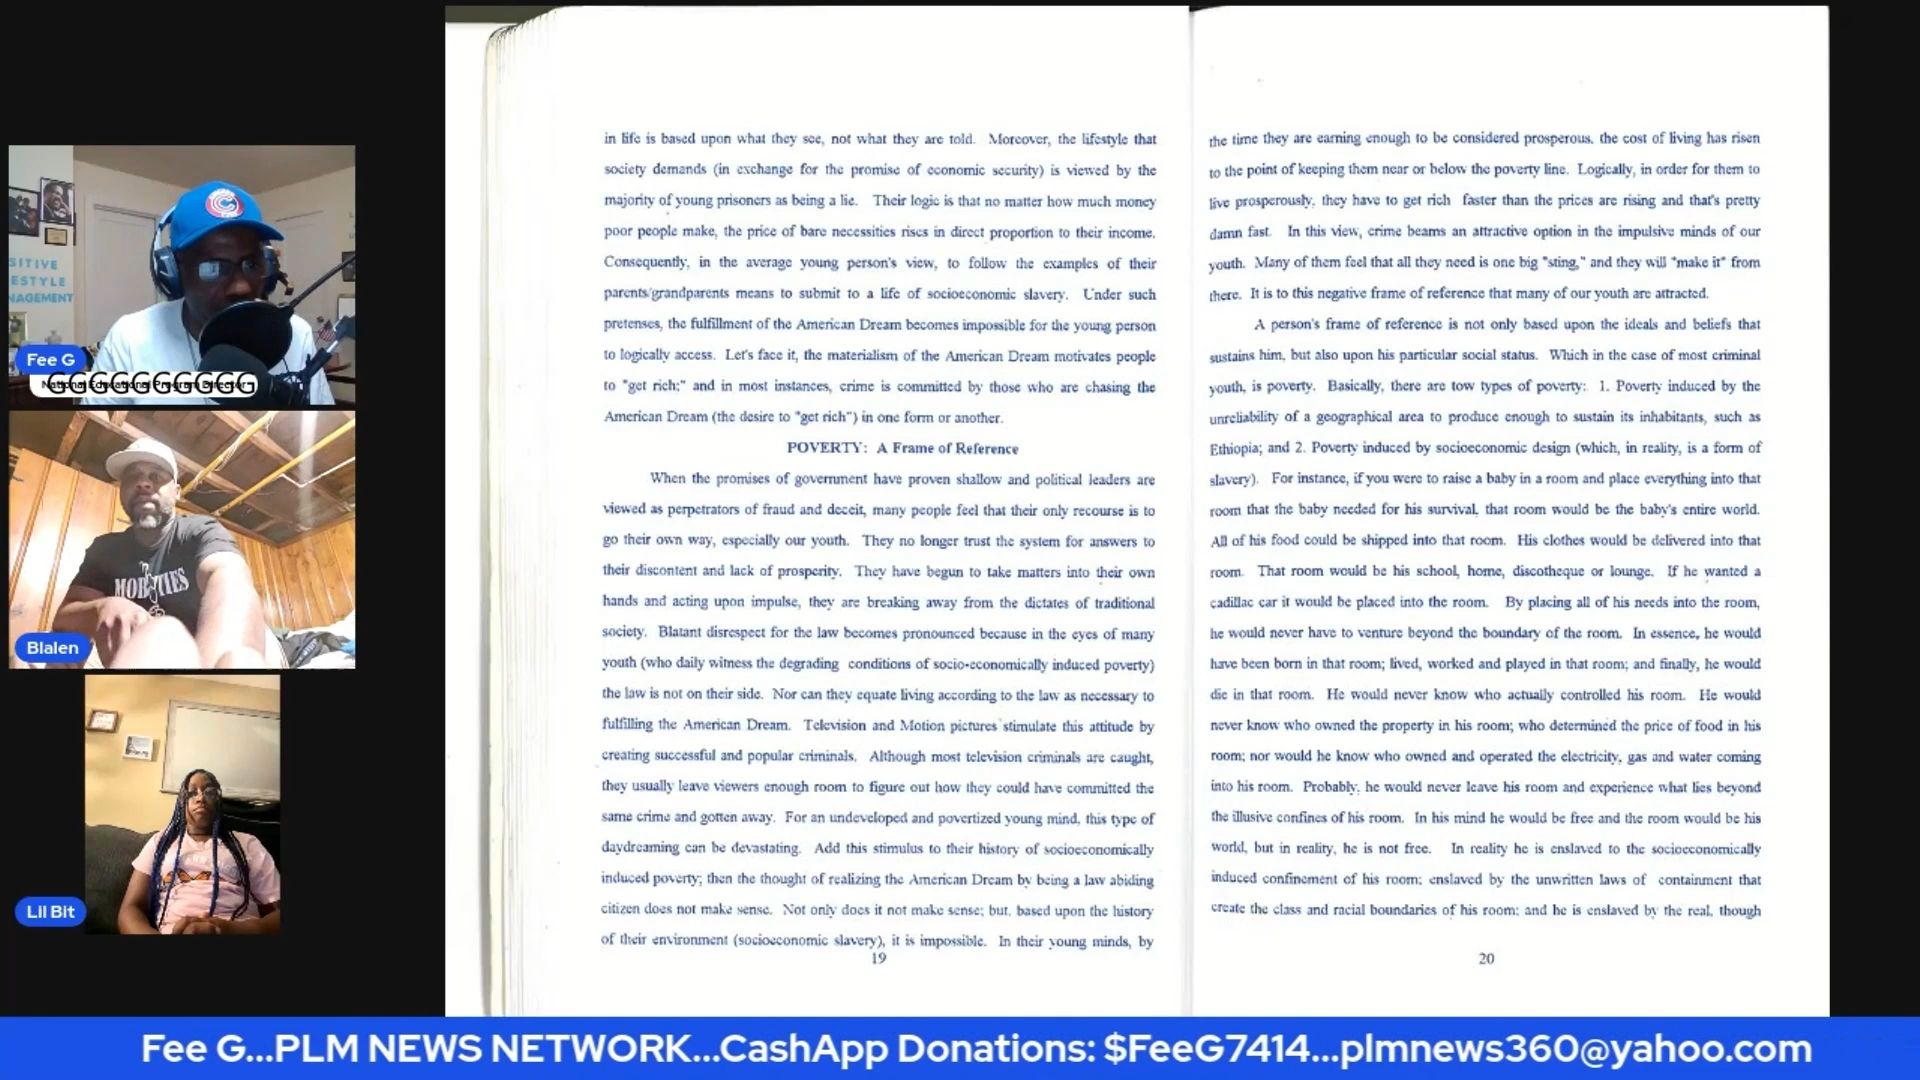 SITIVE
ESTYLE
NAGEMENT
Fee G
National Educational Program Director
GGGGGGGGGGG
MOB TIES
Blalen
Lil Bit
in life is based upon what they see, not what they are told. Moreover, the lifestyle that
society demands (in exchange for the promise of economic security) is viewed by the
majority of young prisoners as being a lie. Their logic is that no matter how much money
poor people make, the price of bare necessities rises in direct proportion to their income.
Consequently, in the average young person's view, to follow the examples of their
parents/grandparents means to submit to a life of socioeconomic slavery. Under such
pretenses, the fulfillment of the American Dream becomes impossible for the young person
to logically access. Let's face it, the materialism of the American Dream motivates people
to "get rich;" and in most instances, crime is committed by those who are chasing the
American Dream (the desire to "get rich") in one form or another.
POVERTY: A Frame of Reference
When the promises of government have proven shallow and political leaders are
viewed as perpetrators of fraud and deceit, many people feel that their only recourse is to
go their own way, especially our youth. They no longer trust the system for answers to
their discontent and lack of prosperity. They have begun to take matters into their own
hands and acting upon impulse, they are breaking away from the dictates of traditional
society. Blatant disrespect for the law becomes pronounced because in the eyes of many
youth (who daily witness the degrading conditions of socio-economically induced poverty)
the law is not on their side. Nor can they equate living according to the law as necessary to
fulfilling the American Dream. Television and Motion pictures stimulate this attitude by
creating successful and popular criminals. Although most television criminals are caught,
they usually leave viewers enough room to figure out how they could have committed the
same crime and gotten away. For an undeveloped and povertized young mind, this type of
daydreaming can be devastating. Add this stimulus to their history of socioeconomically
induced poverty; then the thought of realizing the American Dream by being a law abiding
citizen does not make sense. Not only does it not make sense; but, based upon the history
of their environment (socioeconomic slavery), it is impossible. In their young minds, by
19
the time they are earning enough to be considered prosperous, the cost of living has risen
to the point of keeping them near or below the poverty line. Logically, in order for them to
live prosperously, they have to get rich faster than the prices are rising and that's pretty
damn fast. In this view, crime beams an attractive option in the impulsive minds of our
youth. Many of them feel that all they need is one big "sting," and they will "make it" from
there. It is to this negative frame of reference that many of our youth are attracted.
A person's frame of reference is not only based upon the ideals and beliefs that
sustains him, but also upon his particular social status. Which in the case of most criminal
youth, is poverty. Basically, there are tow types of poverty: 1. Poverty induced by the
unreliability of a geographical area to produce enough to sustain its inhabitants, such as
Ethiopia; and 2. Poverty induced by socioeconomic design (which, in reality, is a form of
slavery). For instance, if you were to raise a baby in a room and place everything into that
room that the baby needed for his survival, that room would be the baby's entire world.
All of his food could be shipped into that room. His clothes would be delivered into that
room. That room would be his school, home, discotheque or lounge. If he wanted a
cadillac car it would be placed into the room. By placing all of his needs into the room,
he would never have to venture beyond the boundary of the room. In essence, he would
have been born in that room; lived, worked and played in that room; and finally, he would
die in that room. He would never know who actually controlled his room. He would
never know who owned the property in his room; who determined the price of food in his
room; nor would he know who owned and operated the electricity, gas and water coming
into his room. Probably, he would never leave his room and experience what lies beyond
the illusive confines of his room. In his mind he would be free and the room would be his
world, but in reality, he is not free. In reality he is enslaved to the socioeconomically
induced confinement of his room; enslaved by the unwritten laws of containment that
create the class and racial boundaries of his room; and he is enslaved by the real, though
20
Fee G...PLM NEWS NETWORK...CashApp Donations: $FeeG7414...plmnews360@yahoo.com